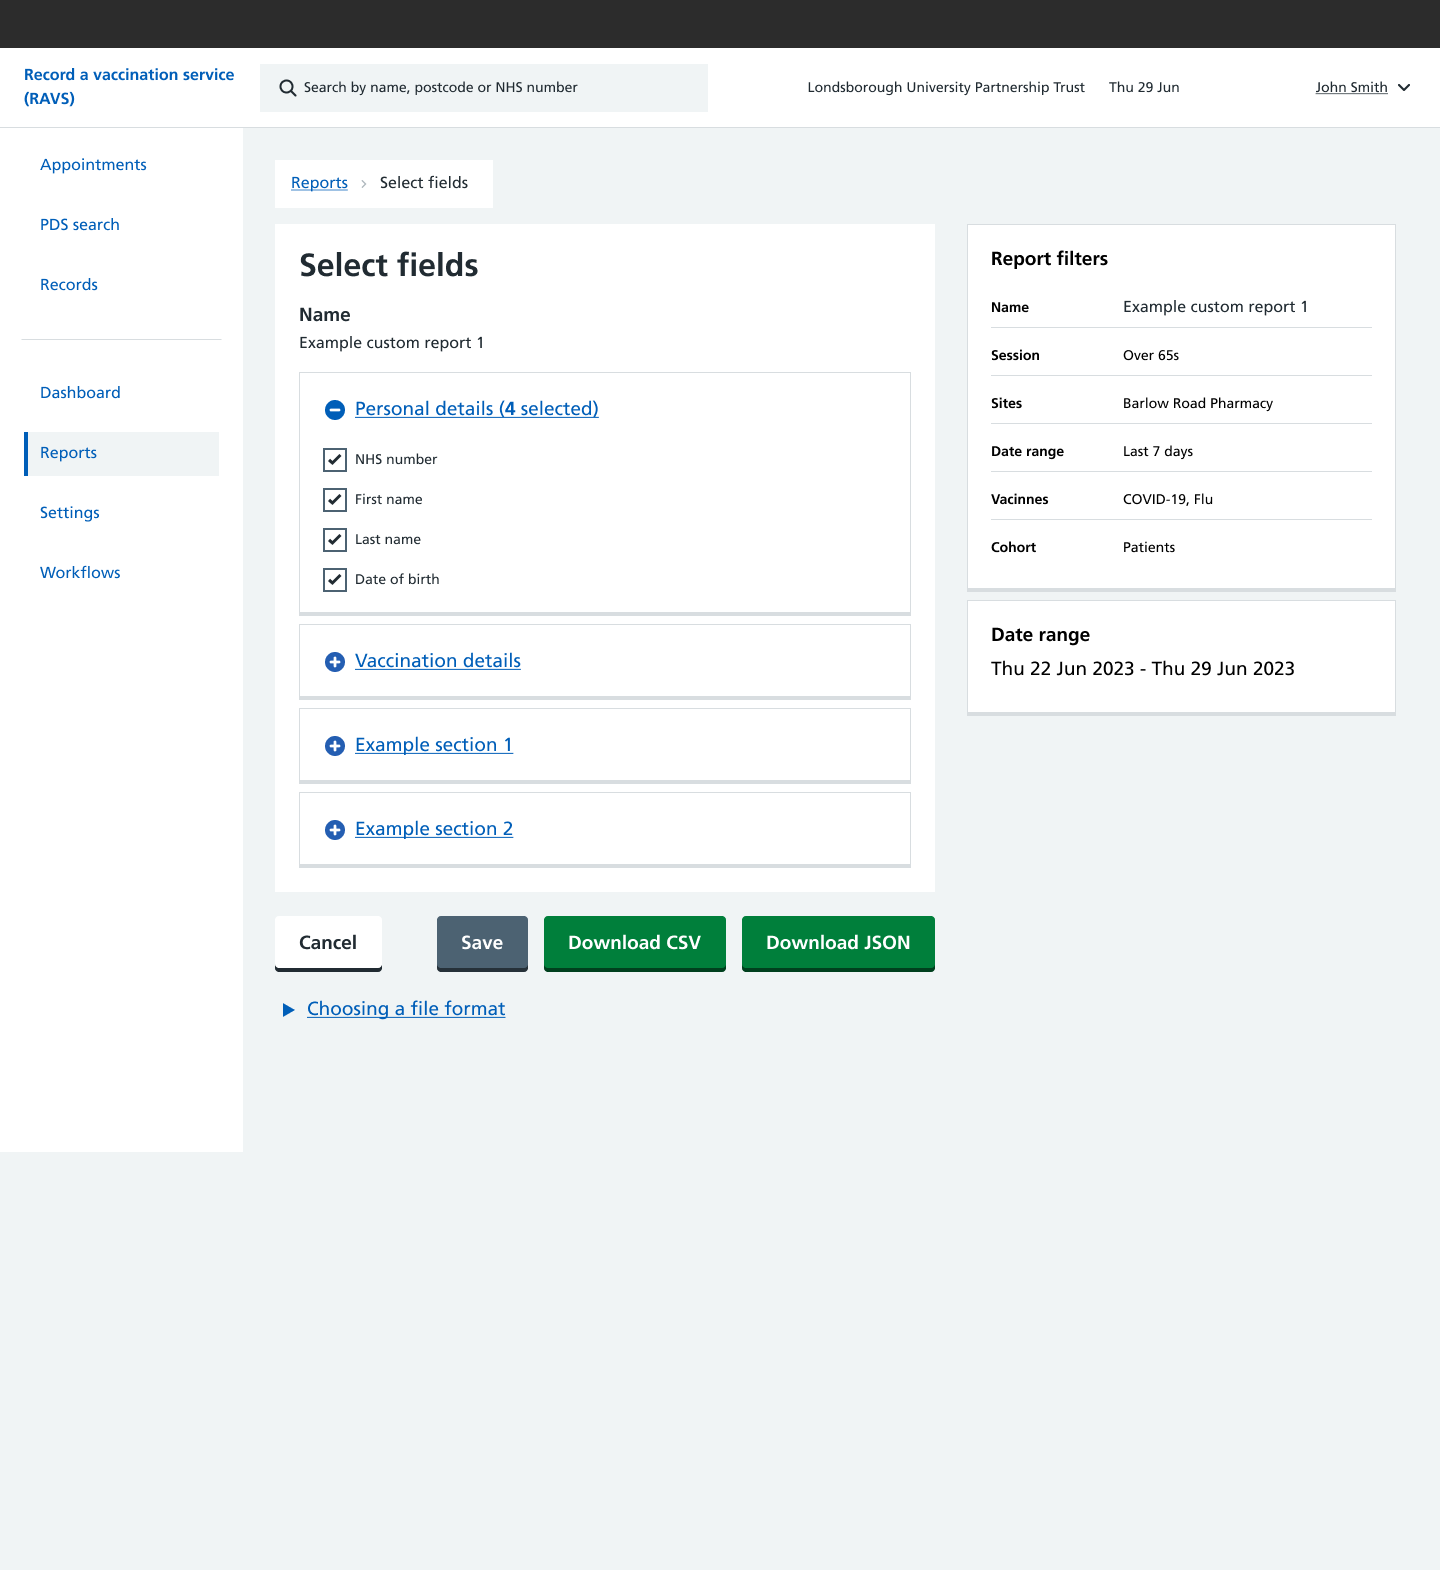 Record a vaccination service
(RAVS)
Search by name, postcode or NHS number
Londsborough University Partnership Trust
Thu 29 Jun
John Smith
Appointments
PDS search
Records
Dashboard
Reports
Settings
Workflows
Reports
Select fields
Select fields
Name
Example custom report 1
Personal details (4 selected)
NHS number
First name
Last name
Date of birth
Vaccination details
Example section 1
Example section 2
Cancel
Save
Download CSV
Download JSON
Choosing a file format
Report filters
Name Example custom report 1
Session Over 65s
Sites Barlow Road Pharmacy
Date range Last 7 days
Vacinnes COVID-19, Flu
Cohort Patients
Date range
Thu 22 Jun 2023 - Thu 29 Jun 2023